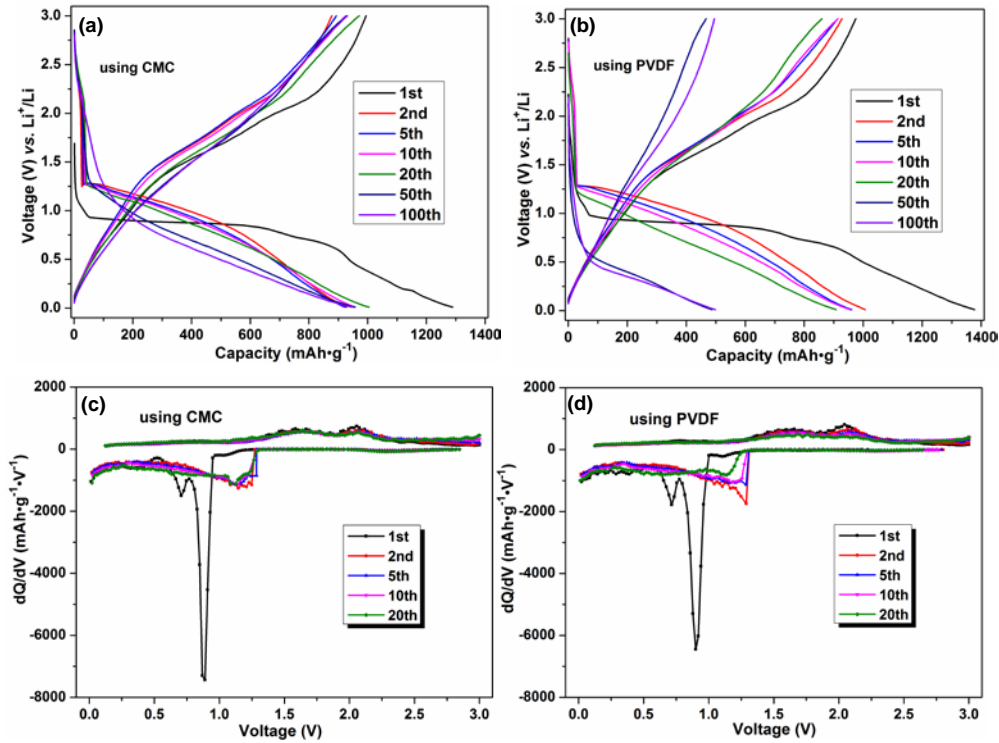 (a)
using CMC
1st
2nd
5th
10th
20th
50th
100th
Voltage (V) vs. Li⁺/Li
3.0
2.5
2.0
1.5
1.0
0.5
0.0
0 200 400 600 800 1000 1200 1400
Capacity (mAh•g⁻¹)
(b)
using PVDF
1st
2nd
5th
10th
20th
50th
100th
Voltage (V) vs. Li⁺/Li
3.0
2.5
2.0
1.5
1.0
0.5
0.0
0 200 400 600 800 1000 1200 1400
Capacity (mAh•g⁻¹)
(c)
using CMC
1st
2nd
5th
10th
20th
dQ/dV (mAh•g⁻¹•V⁻¹)
2000
0
-2000
-4000
-6000
-8000
0.0 0.5 1.0 1.5 2.0 2.5 3.0
Voltage (V)
(d)
using PVDF
1st
2nd
5th
10th
20th
dQ/dV (mAh•g⁻¹•V⁻¹)
2000
0
-2000
-4000
-6000
-8000
0.0 0.5 1.0 1.5 2.0 2.5 3.0
Voltage (V)